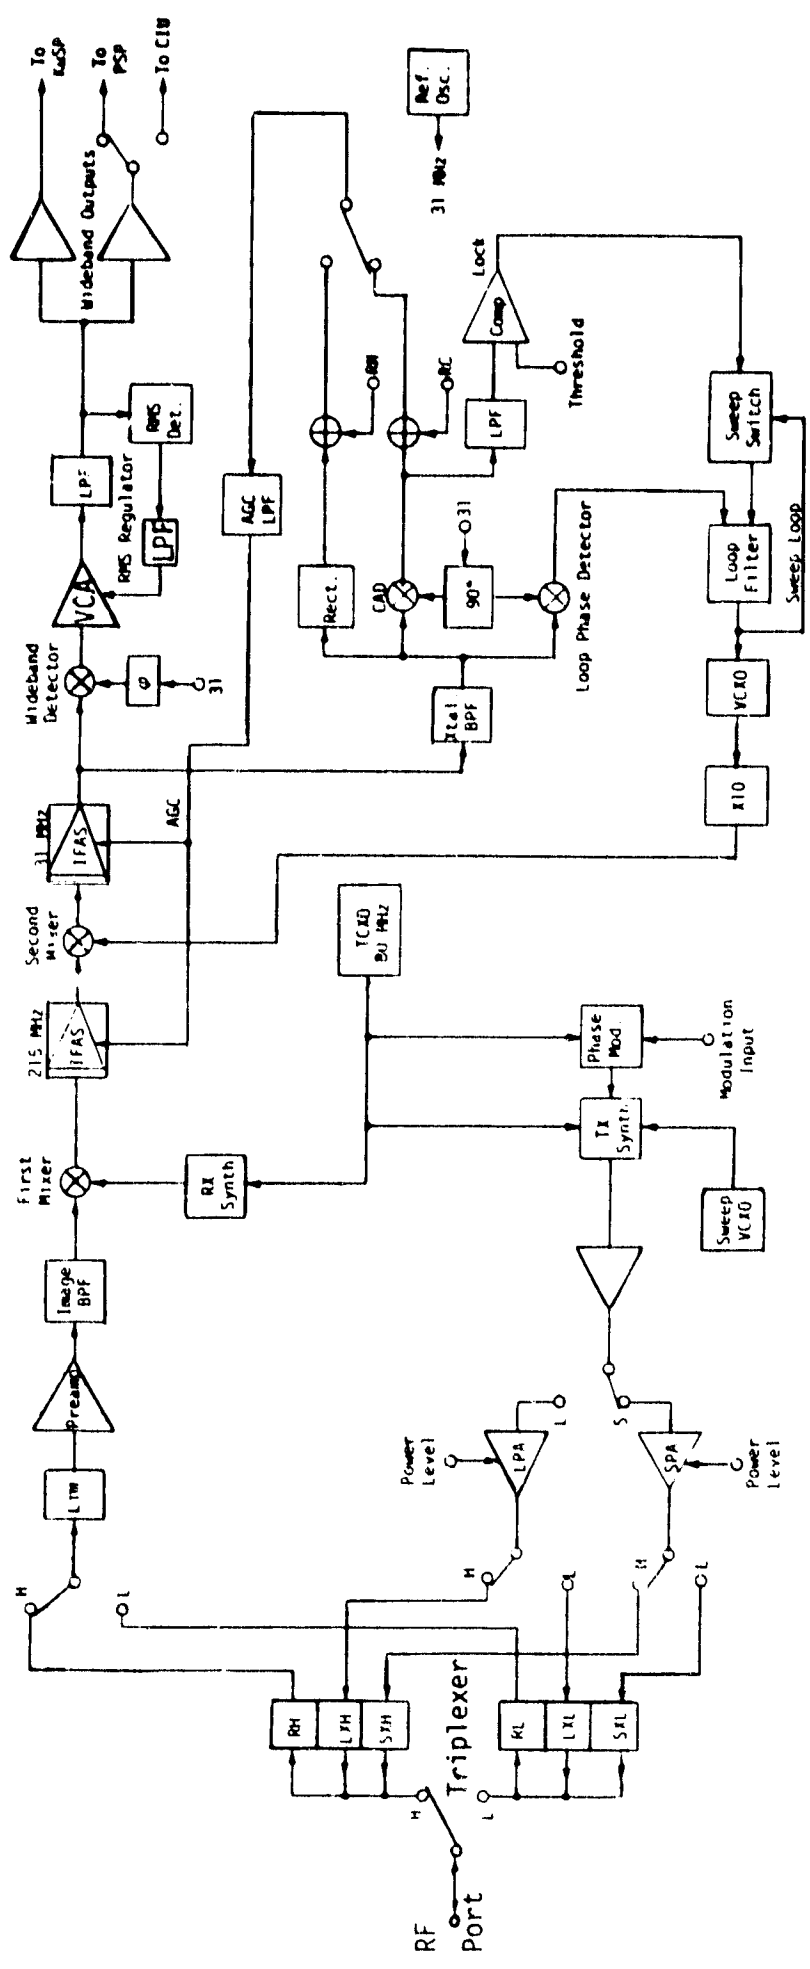 To
KuSP
To
PSP
To CIU
Wideband Outputs
LPF
RMS
Det.
RMS Regulator
LPF
VCA
Wideband
Detector
φ
31
31 MHz
IFAS
AGC
Second
Mixer
215 MHz
IFAS
First
Mixer
RX
Synth
Image
BPF
Preamp
H
L
Ref.
Osc.
31 MHz
AGC
LPF
RN
RC
Rect.
CAD
90°
31
Xtal
BPF
Loop Phase Detector
LPF
Comp
Lock
Threshold
Sweep
Switch
Loop
Filter
Sweep Loop
VCXO
X10
TCXO
80 MHz
Phase
Mod.
Modulation
Input
TX
Synth
Sweep
VCXO
L
S
Power
Level
LPA
SPA
Power
Level
H
L
H
L
RH
LXH
SXH
Triplexer
RL
LXL
SXL
H
L
RF
Port